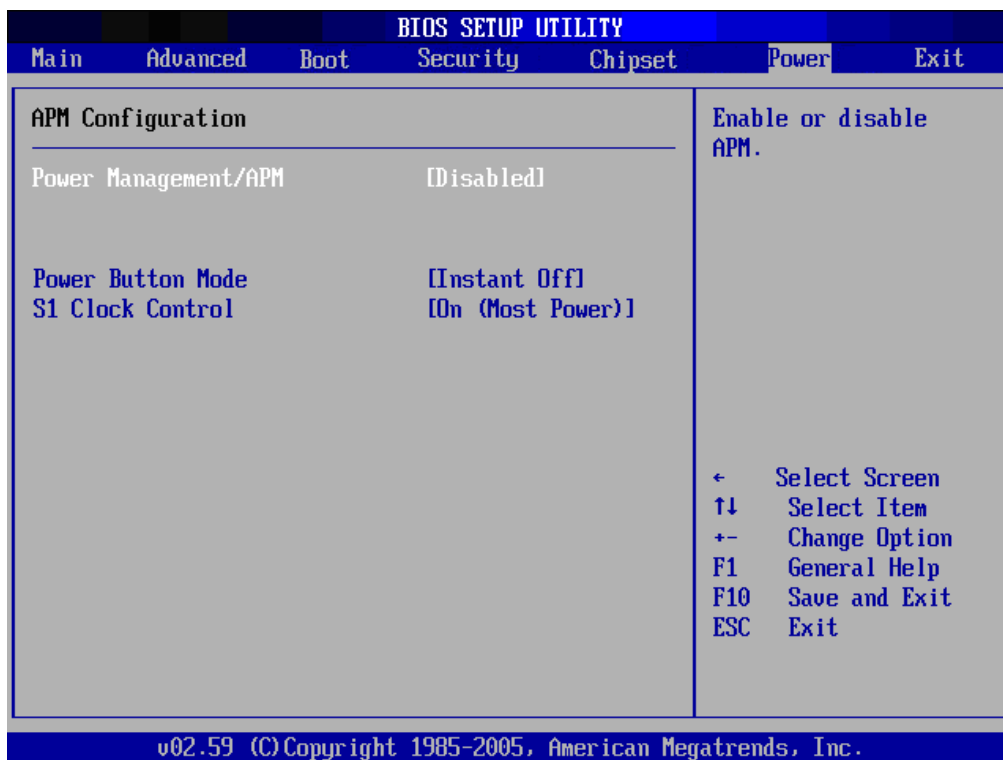 BIOS SETUP UTILITY
Main Advanced Boot Security Chipset Power Exit
APM Configuration
Power Management/APM [Disabled]
Power Button Mode [Instant Off]
S1 Clock Control [On (Most Power)]
Enable or disable
APM.
← Select Screen
↑↓ Select Item
+- Change Option
F1 General Help
F10 Save and Exit
ESC Exit
v02.59 (C)Copyright 1985-2005, American Megatrends, Inc.